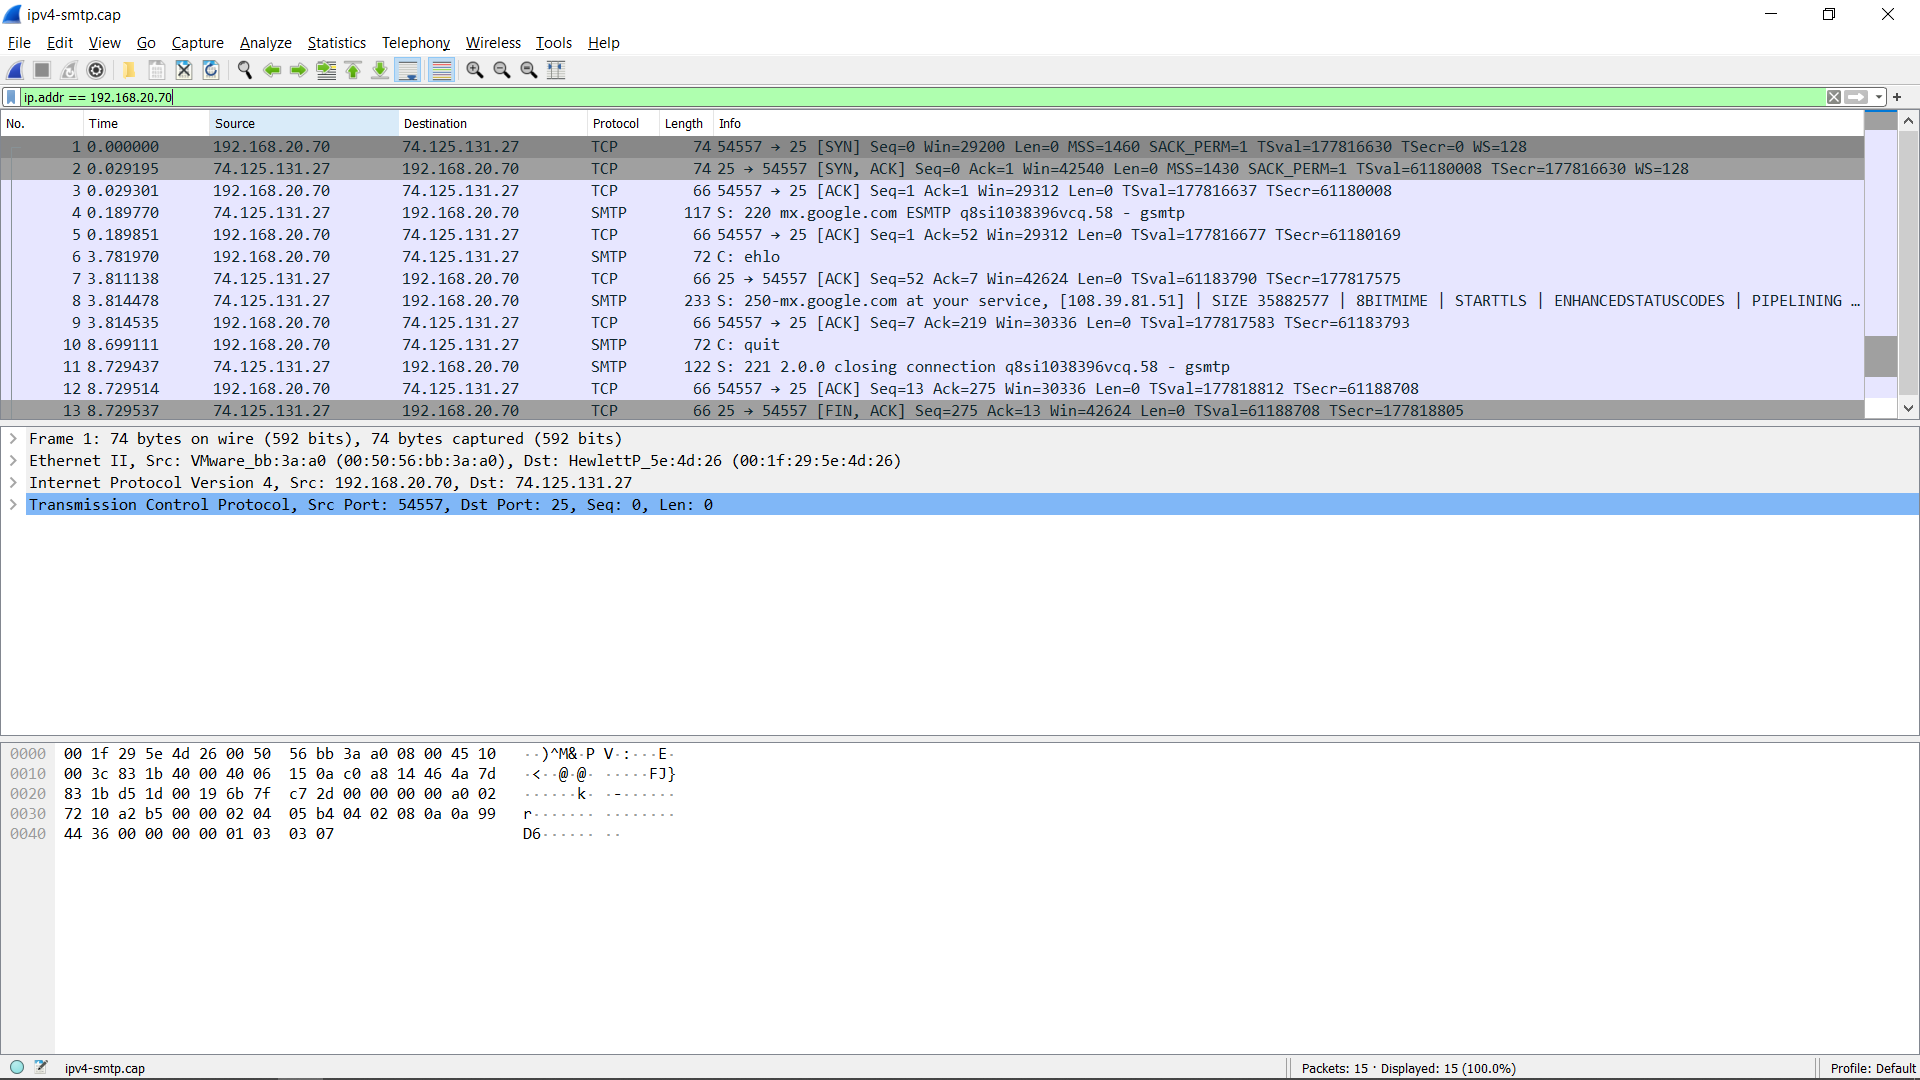 ipv4-smtp.cap
File Edit View Go Capture Analyze Statistics Telephony Wireless Tools Help
ip.addr == 192.168.20.70
No. Time Source Destination Protocol Length Info
1 0.000000 192.168.20.70 74.125.131.27 TCP 74 54557 → 25 [SYN] Seq=0 Win=29200 Len=0 MSS=1460 SACK_PERM=1 TSval=177816630 TSecr=0 WS=128
2 0.029195 74.125.131.27 192.168.20.70 TCP 74 25 → 54557 [SYN, ACK] Seq=0 Ack=1 Win=42540 Len=0 MSS=1430 SACK_PERM=1 TSval=61180008 TSecr=177816630 WS=128
3 0.029301 192.168.20.70 74.125.131.27 TCP 66 54557 → 25 [ACK] Seq=1 Ack=1 Win=29312 Len=0 TSval=177816637 TSecr=61180008
4 0.189770 74.125.131.27 192.168.20.70 SMTP 117 S: 220 mx.google.com ESMTP q8si1038396vcq.58 - gsmtp
5 0.189851 192.168.20.70 74.125.131.27 TCP 66 54557 → 25 [ACK] Seq=1 Ack=52 Win=29312 Len=0 TSval=177816677 TSecr=61180169
6 3.781970 192.168.20.70 74.125.131.27 SMTP 72 C: ehlo
7 3.811138 74.125.131.27 192.168.20.70 TCP 66 25 → 54557 [ACK] Seq=52 Ack=7 Win=42624 Len=0 TSval=61183790 TSecr=177817575
8 3.814478 74.125.131.27 192.168.20.70 SMTP 233 S: 250-mx.google.com at your service, [108.39.81.51] | SIZE 35882577 | 8BITMIME | STARTTLS | ENHANCEDSTATUSCODES | PIPELINING …
9 3.814535 192.168.20.70 74.125.131.27 TCP 66 54557 → 25 [ACK] Seq=7 Ack=219 Win=30336 Len=0 TSval=177817583 TSecr=61183793
10 8.699111 192.168.20.70 74.125.131.27 SMTP 72 C: quit
11 8.729437 74.125.131.27 192.168.20.70 SMTP 122 S: 221 2.0.0 closing connection q8si1038396vcq.58 - gsmtp
12 8.729514 192.168.20.70 74.125.131.27 TCP 66 54557 → 25 [ACK] Seq=13 Ack=275 Win=30336 Len=0 TSval=177818812 TSecr=61188708
13 8.729537 74.125.131.27 192.168.20.70 TCP 66 25 → 54557 [FIN, ACK] Seq=275 Ack=13 Win=42624 Len=0 TSval=61188708 TSecr=177818805
Frame 1: 74 bytes on wire (592 bits), 74 bytes captured (592 bits)
Ethernet II, Src: VMware_bb:3a:a0 (00:50:56:bb:3a:a0), Dst: HewlettP_5e:4d:26 (00:1f:29:5e:4d:26)
Internet Protocol Version 4, Src: 192.168.20.70, Dst: 74.125.131.27
Transmission Control Protocol, Src Port: 54557, Dst Port: 25, Seq: 0, Len: 0
0000 00 1f 29 5e 4d 26 00 50 56 bb 3a a0 08 00 45 10 ··)^M&·P V·:···E·
0010 00 3c 83 1b 40 00 40 06 15 0a c0 a8 14 46 4a 7d ·<··@·@· ·····FJ}
0020 83 1b d5 1d 00 19 6b 7f c7 2d 00 00 00 00 a0 02 ······k· ·-······
0030 72 10 a2 b5 00 00 02 04 05 b4 04 02 08 0a 0a 99 r······· ········
0040 44 36 00 00 00 00 01 03 03 07 D6······ ··
ipv4-smtp.cap Packets: 15 · Displayed: 15 (100.0%) Profile: Default